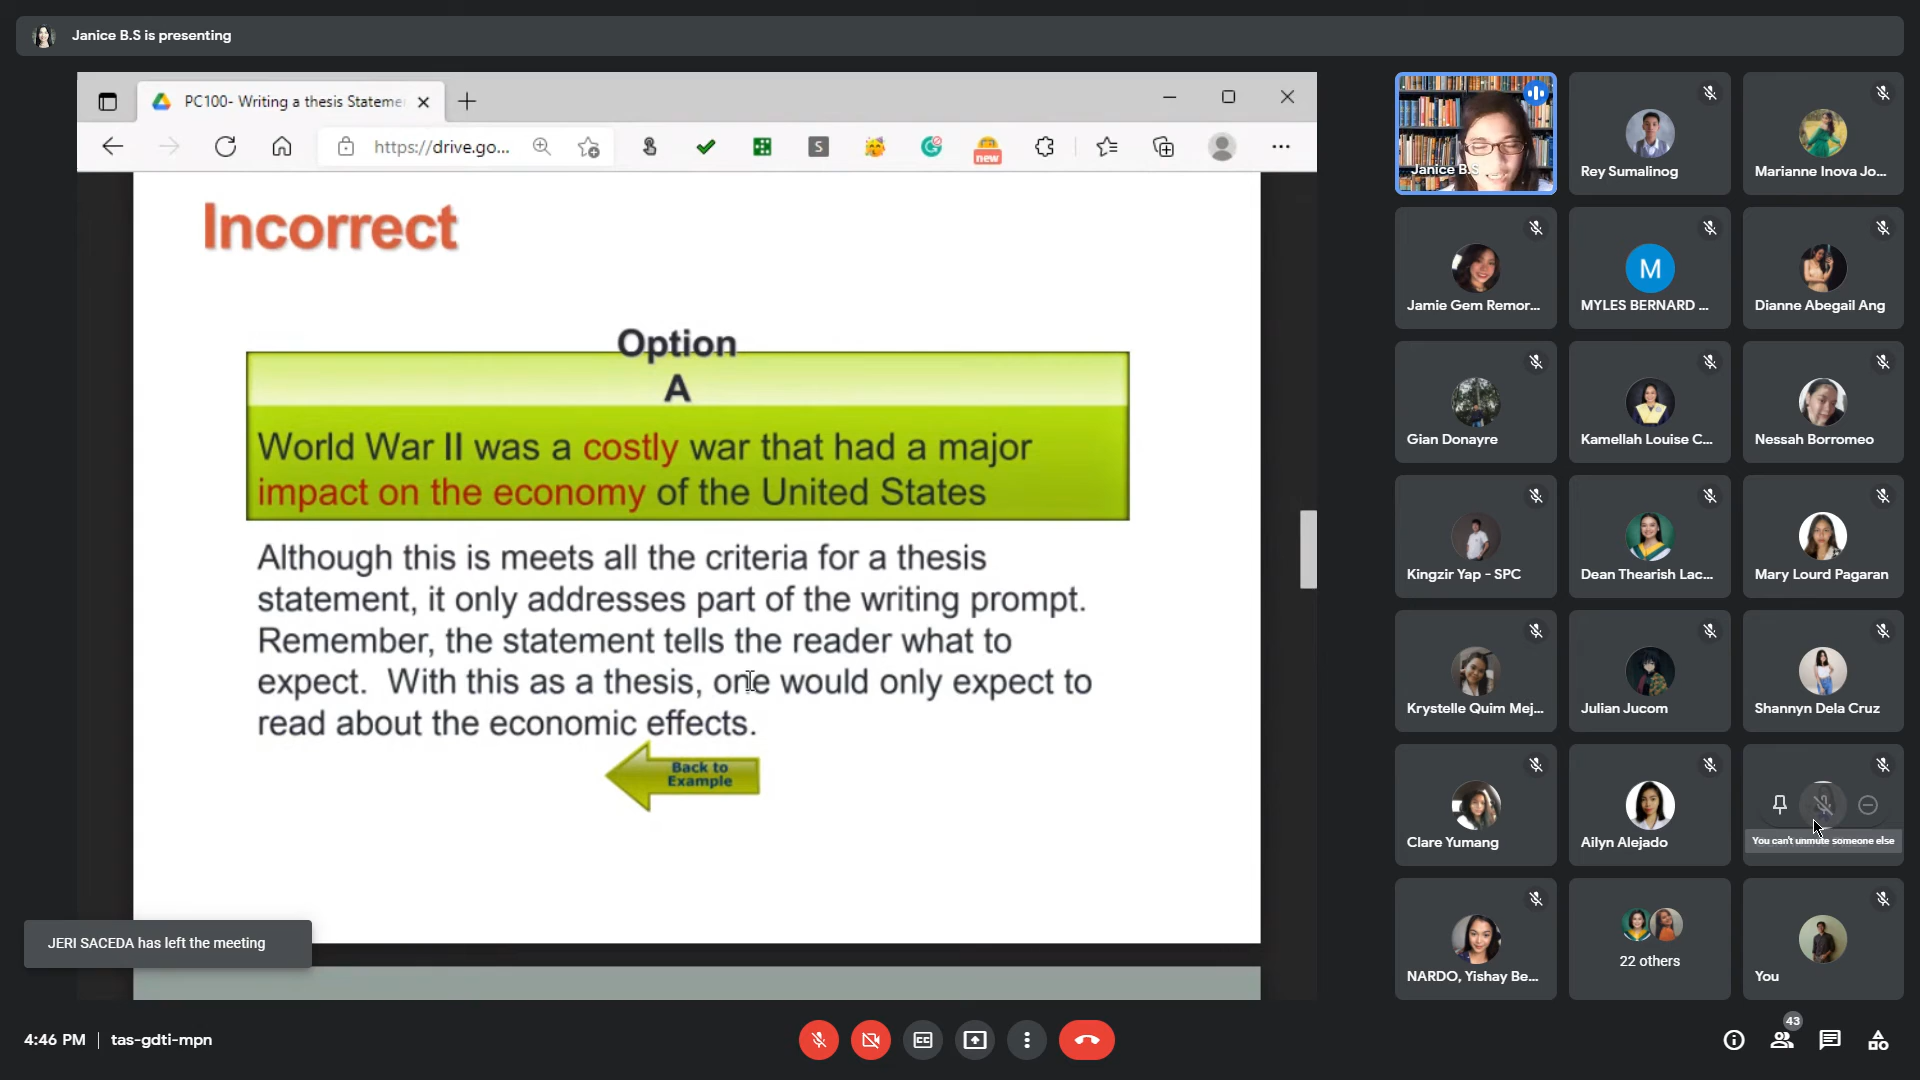 Janice B.S is presenting
PC100- Writing a thesis Stateme
https://drive.go...
S
new
Incorrect
Option
A
World War II was a costly war that had a major
impact on the economy of the United States
Although this is meets all the criteria for a thesis
statement, it only addresses part of the writing prompt.
Remember, the statement tells the reader what to
expect.  With this as a thesis, one would only expect to
read about the economic effects.
Back to
Example
Janice B.S
Rey Sumalinog
Marianne Inova Jo...
Jamie Gem Remor...
M
MYLES BERNARD ...
Dianne Abegail Ang
Gian Donayre
Kamellah Louise C...
Nessah Borromeo
Kingzir Yap - SPC
Dean Thearish Lac...
Mary Lourd Pagaran
Krystelle Quim Mej...
Julian Jucom
Shannyn Dela Cruz
Clare Yumang
Ailyn Alejado
You can't unmute someone else
NARDO, Yishay Be...
22 others
You
JERI SACEDA has left the meeting
4:46 PM | tas-gdti-mpn
43